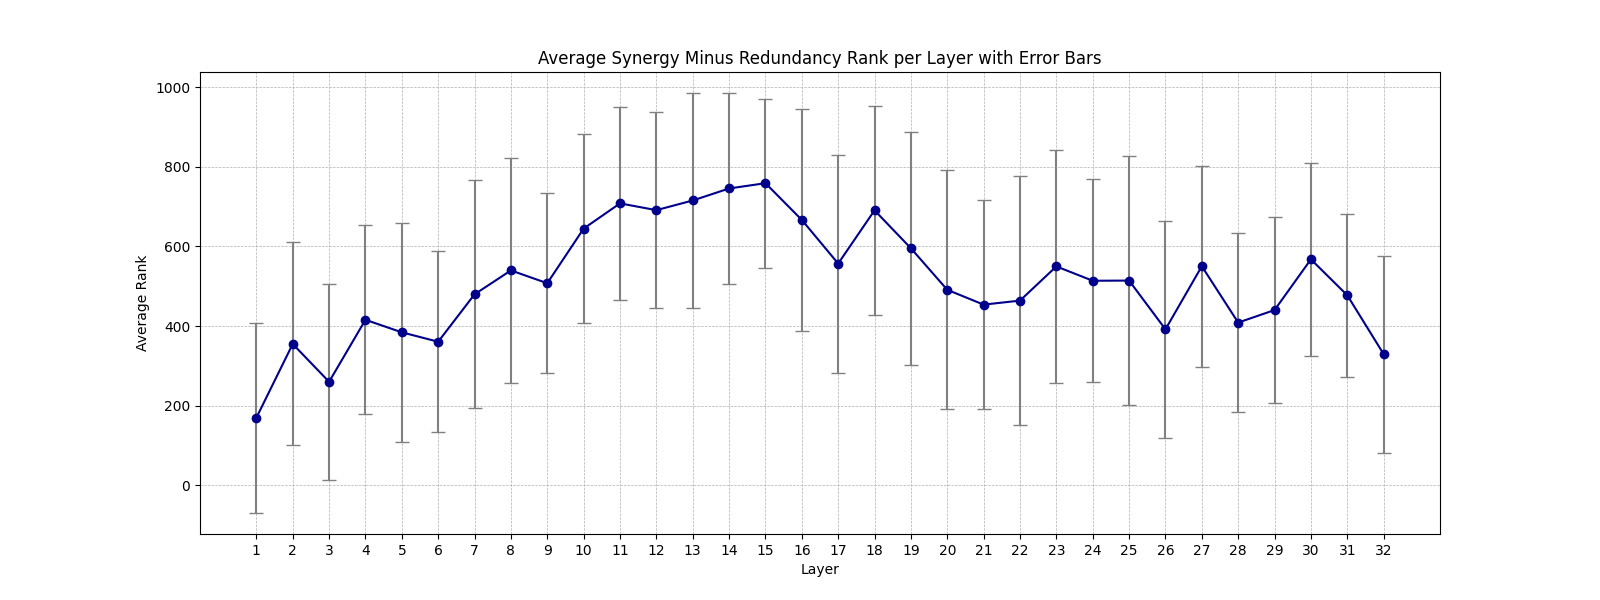 Average Synergy Minus Redundancy Rank per Layer with Error Bars
1000
800
600
400
200
0
Average Rank
1 2 3 4 5 6 7 8 9 10 11 12 13 14 15 16 17 18 19 20 21 22 23 24 25 26 27 28 29 30 31 32
Layer